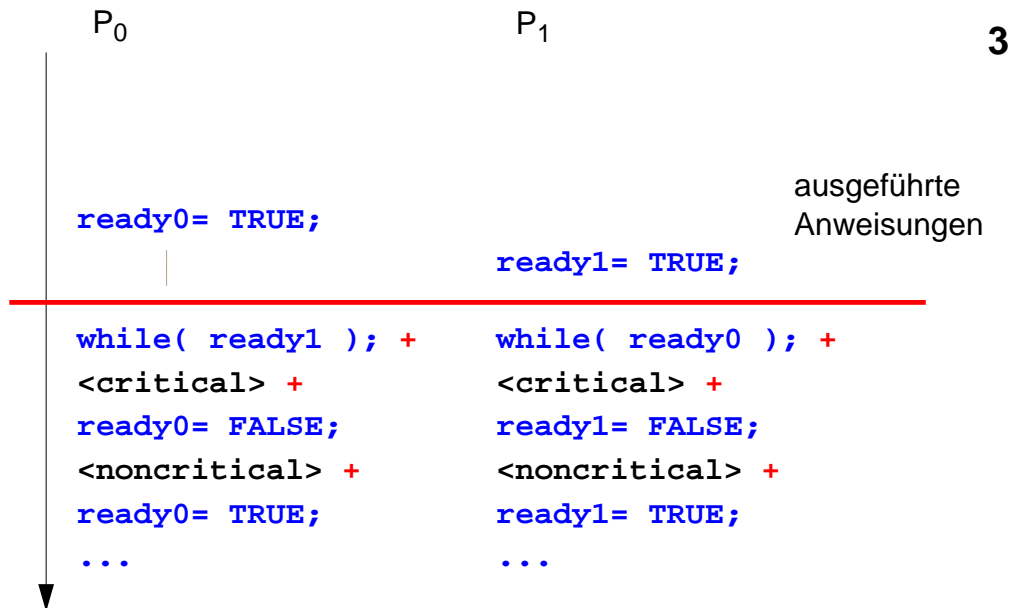 P0 P1
3
ausgeführte
Anweisungen
ready0= TRUE;
ready1= TRUE;
while( ready1 ); + while( ready0 ); +
<critical> + <critical> +
ready0= FALSE; ready1= FALSE;
<noncritical> + <noncritical> +
ready0= TRUE; ready1= TRUE;
... ...